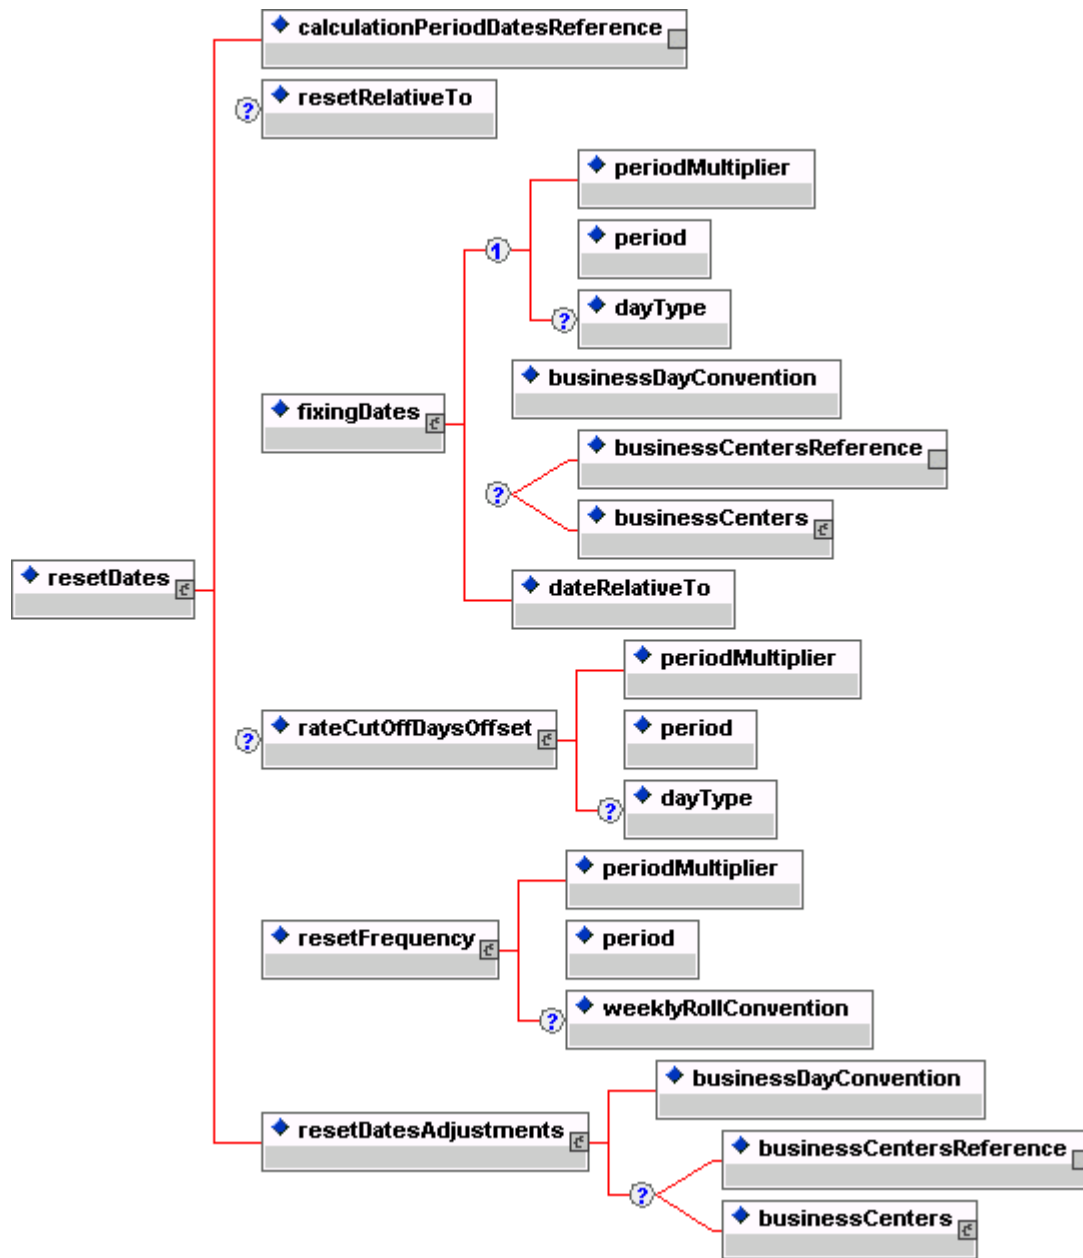 calculationPeriodDatesReference
? resetRelativeTo
periodMultiplier
1
period
? dayType
businessDayConvention
fixingDates
businessCentersReference
?
businessCenters
resetDates
dateRelativeTo
periodMultiplier
? rateCutOffDaysOffset
period
? dayType
periodMultiplier
resetFrequency
period
? weeklyRollConvention
businessDayConvention
resetDatesAdjustments
businessCentersReference
?
businessCenters